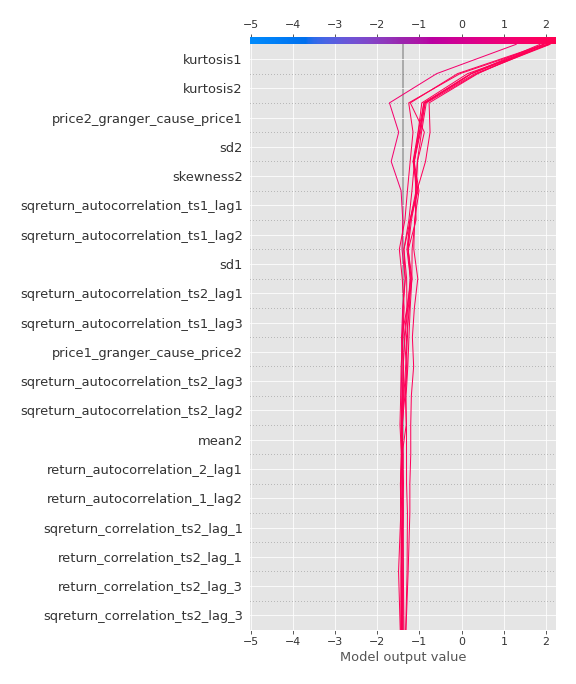 −5 −4 −3 −2 −1 0 1 2
kurtosis1
kurtosis2
price2_granger_cause_price1
sd2
skewness2
sqreturn_autocorrelation_ts1_lag1
sqreturn_autocorrelation_ts1_lag2
sd1
sqreturn_autocorrelation_ts2_lag1
sqreturn_autocorrelation_ts1_lag3
price1_granger_cause_price2
sqreturn_autocorrelation_ts2_lag3
sqreturn_autocorrelation_ts2_lag2
mean2
return_autocorrelation_2_lag1
return_autocorrelation_1_lag2
sqreturn_correlation_ts2_lag_1
return_correlation_ts2_lag_1
return_correlation_ts2_lag_3
sqreturn_correlation_ts2_lag_3
−5 −4 −3 −2 −1 0 1 2
Model output value